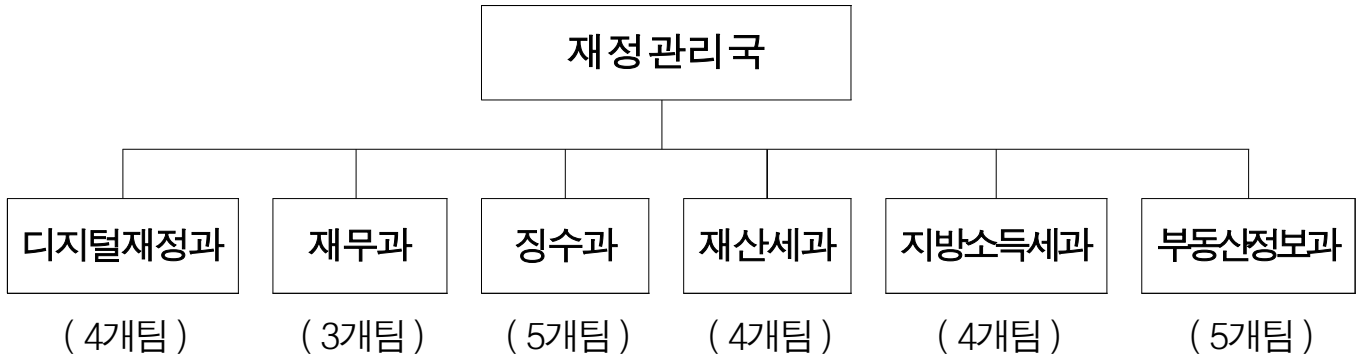 재정관리국
디지털재정과 재무과 징수과 재산세과 지방소득세과 부동산정보과
( 4개팀 ) ( 3개팀 ) ( 5개팀 ) ( 4개팀 ) ( 4개팀 ) ( 5개팀 )